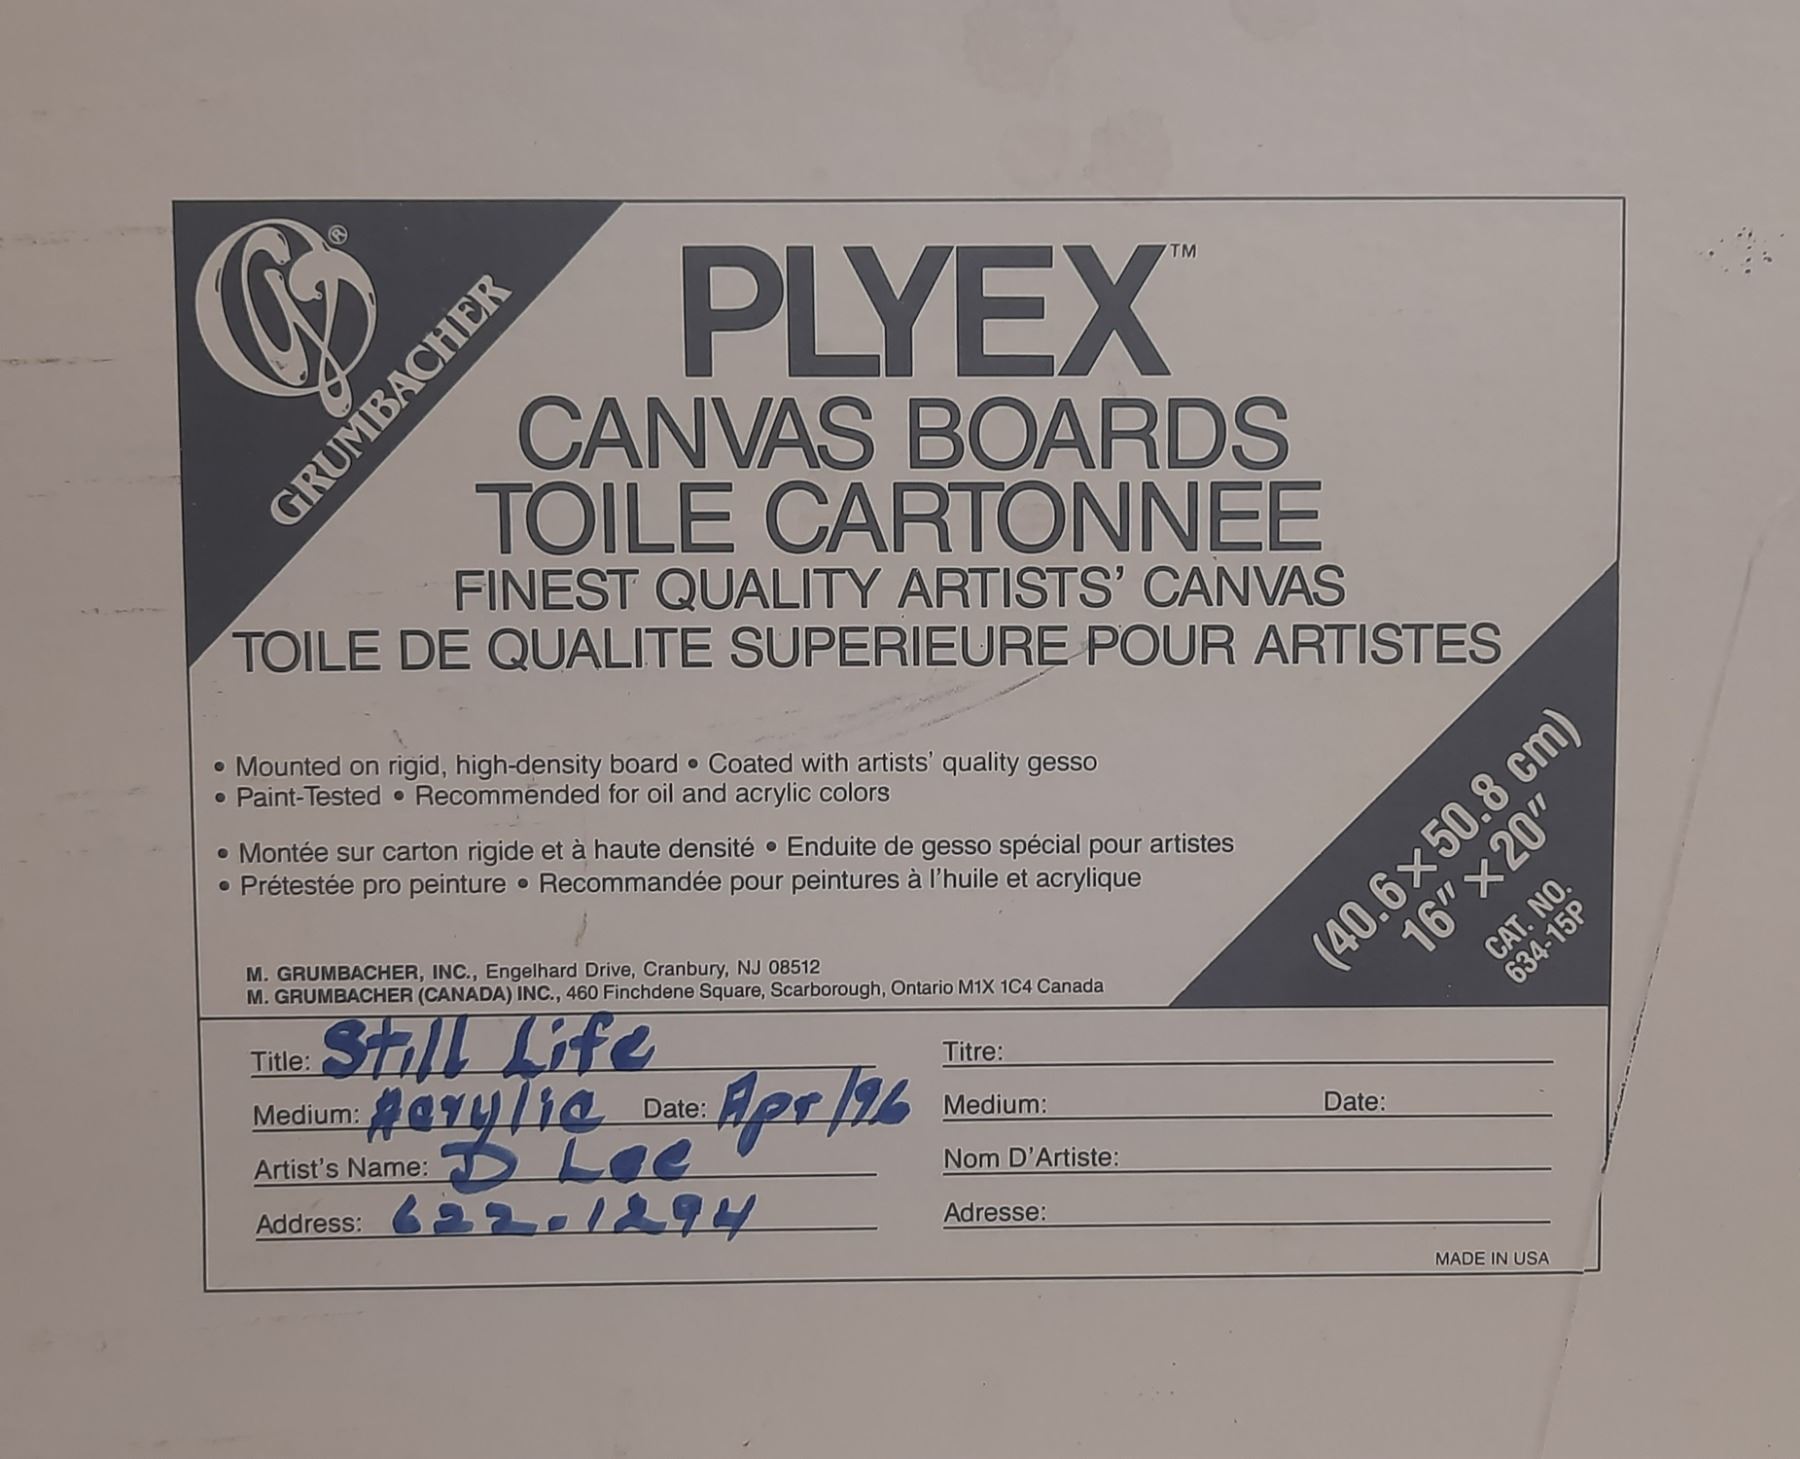 GRUMBACHER®
PLYEX™
CANVAS BOARDS
TOILE CARTONNEE
FINEST QUALITY ARTISTS' CANVAS
TOILE DE QUALITE SUPERIEURE POUR ARTISTES
• Mounted on rigid, high-density board • Coated with artists' quality gesso
• Paint-Tested • Recommended for oil and acrylic colors
• Montée sur carton rigide et à haute densité • Enduite de gesso spécial pour artistes
• Prétestée pro peinture • Recommandée pour peintures à l'huile et acrylique
(40.6 × 50.8 cm)
16" × 20"
CAT. NO.
634-15P
M. GRUMBACHER, INC., Engelhard Drive, Cranbury, NJ 08512
M. GRUMBACHER (CANADA) INC., 460 Finchdene Square, Scarborough, Ontario M1X 1C4 Canada
Title: Still Life
Medium: Acrylic Date: Apr/96
Artist's Name: D Lee
Address: 622-1294
Titre:
Medium: Date:
Nom D'Artiste:
Adresse:
MADE IN USA